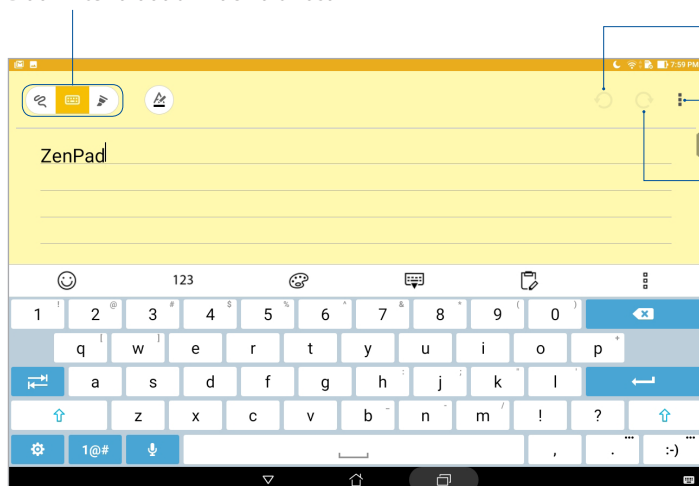 7:59 PM
ZenPad
123
1 ! 2 @ 3 # 4 $ 5 % 6 ^ 7 & 8 * 9 ( 0 )
q [ w ] e r t y u i o p +
a s d f g h : j ; k " l '
z x c v b - n - m / ! ?
1@# , . ... :-) ...